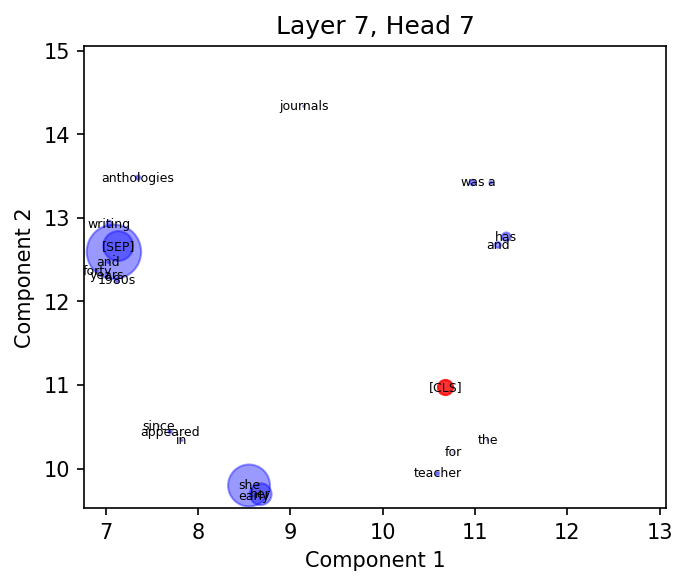 Layer 7, Head 7
15
journals
14
anthologies
was a
13
writing
has
[SEP]
and
and
forty
years
1980s
12
Component 2
11
[CLS]
since
appeared
in
the
for
10
teacher
she
her
early
7 8 9 10 11 12 13
Component 1